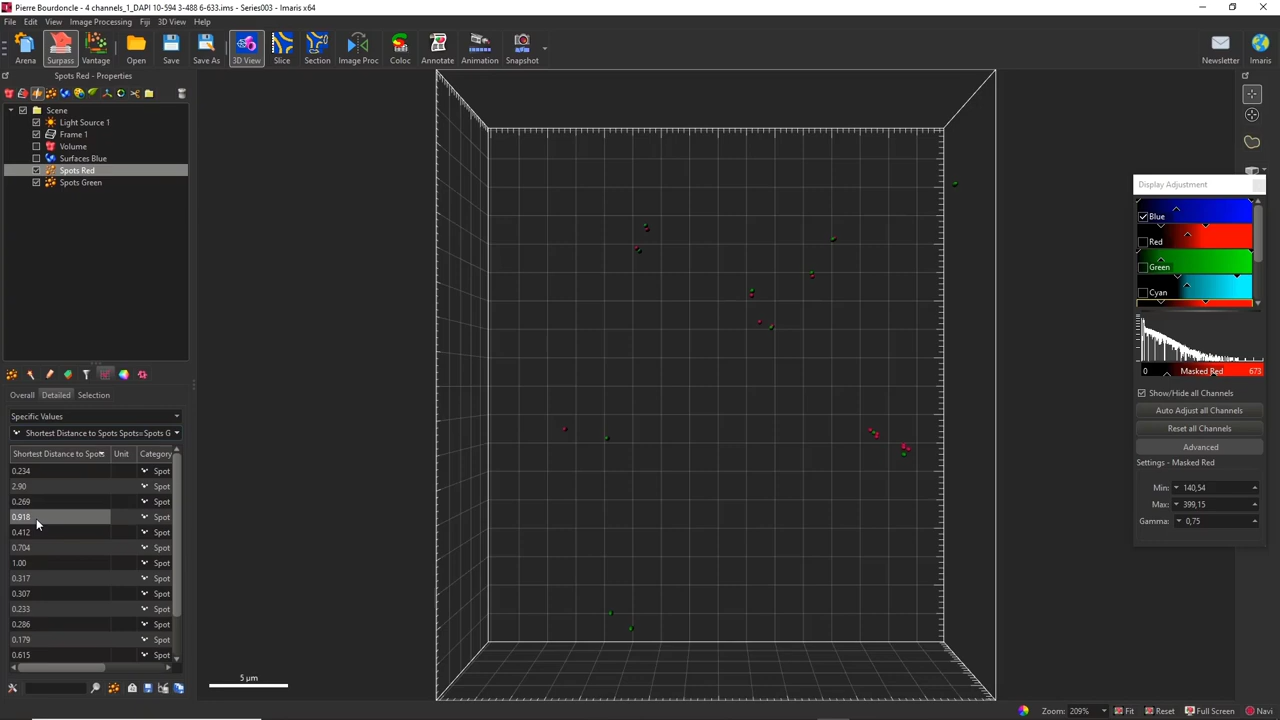 Pierre Bourdoncle - 4 channels_1_DAPI 10-594 3-488 6-633.ims - Series003 - Imaris x64
File Edit View Image Processing Fiji 3D View Help
Arena Surpass Vantage Open Save Save As 3D View Slice Section Image Proc Coloc Annotate Animation Snapshot Newsletter Imaris
Spots Red - Properties
Scene
Light Source 1
Frame 1
Volume
Surfaces Blue
Spots Red
Spots Green
Overall Detailed Selection
Specific Values
Shortest Distance to Spots Spots=Spots G
Shortest Distance to Spots Unit Category
0.234 Spot
2.90 Spot
0.269 Spot
0.918 Spot
0.412 Spot
0.704 Spot
1.00 Spot
0.317 Spot
0.307 Spot
0.233 Spot
0.286 Spot
0.179 Spot
0.615 Spot
5 µm
Display Adjustment
Blue
Red
Green
Cyan
0 Masked Red 673
Show/Hide all Channels
Auto Adjust all Channels
Reset all Channels
Advanced
Settings - Masked Red
Min: 140,54
Max: 399,15
Gamma: 0,75
Zoom: 209% Fit Reset Full Screen Navi